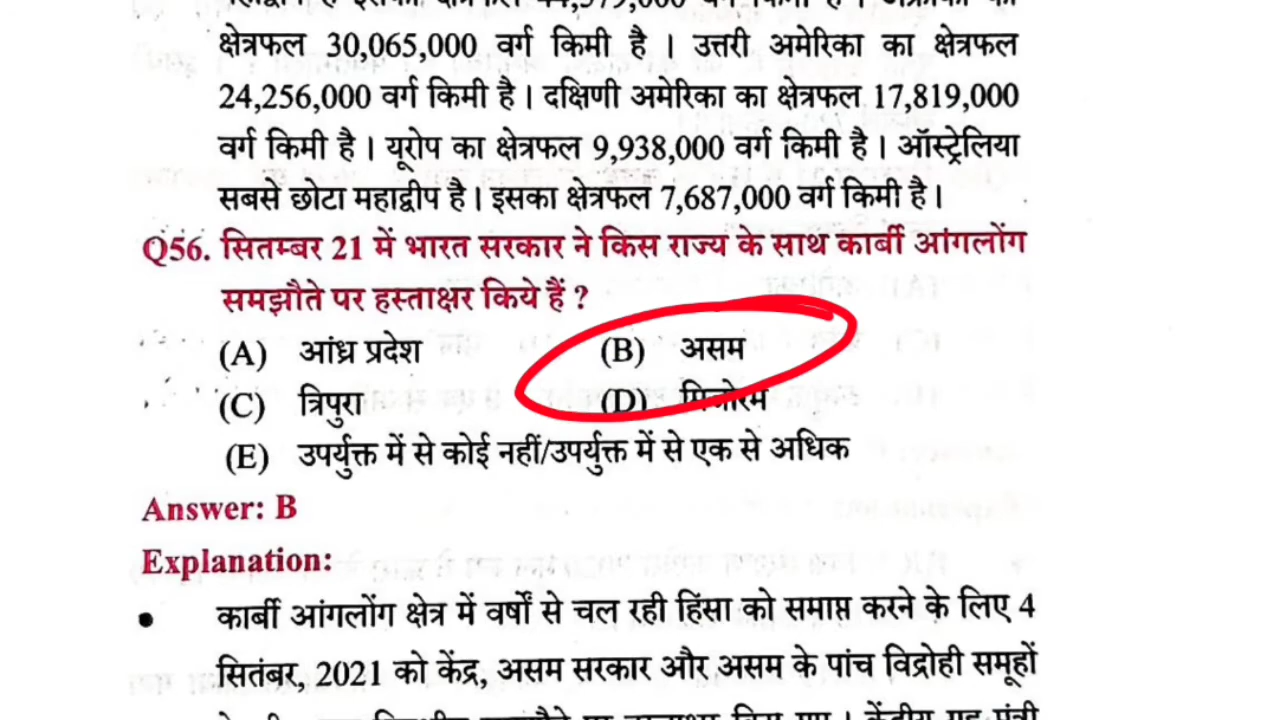 क्षेत्रफल 30,065,000 वर्ग किमी है । उत्तरी अमेरिका का क्षेत्रफल
24,256,000 वर्ग किमी है । दक्षिणी अमेरिका का क्षेत्रफल 17,819,000
वर्ग किमी है । यूरोप का क्षेत्रफल 9,938,000 वर्ग किमी है । ऑस्ट्रेलिया
सबसे छोटा महाद्वीप है । इसका क्षेत्रफल 7,687,000 वर्ग किमी है ।
Q56. सितम्बर 21 में भारत सरकार ने किस राज्य के साथ कार्बी आंगलोंग
समझौते पर हस्ताक्षर किये हैं ?
(A) आंध्र प्रदेश (B) असम
(C) त्रिपुरा (D) मिजोरम
(E) उपर्युक्त में से कोई नहीं/उपर्युक्त में से एक से अधिक
Answer: B
Explanation:
• कार्बी आंगलोंग क्षेत्र में वर्षों से चल रही हिंसा को समाप्त करने के लिए 4
सितंबर, 2021 को केंद्र, असम सरकार और असम के पांच विद्रोही समूहों